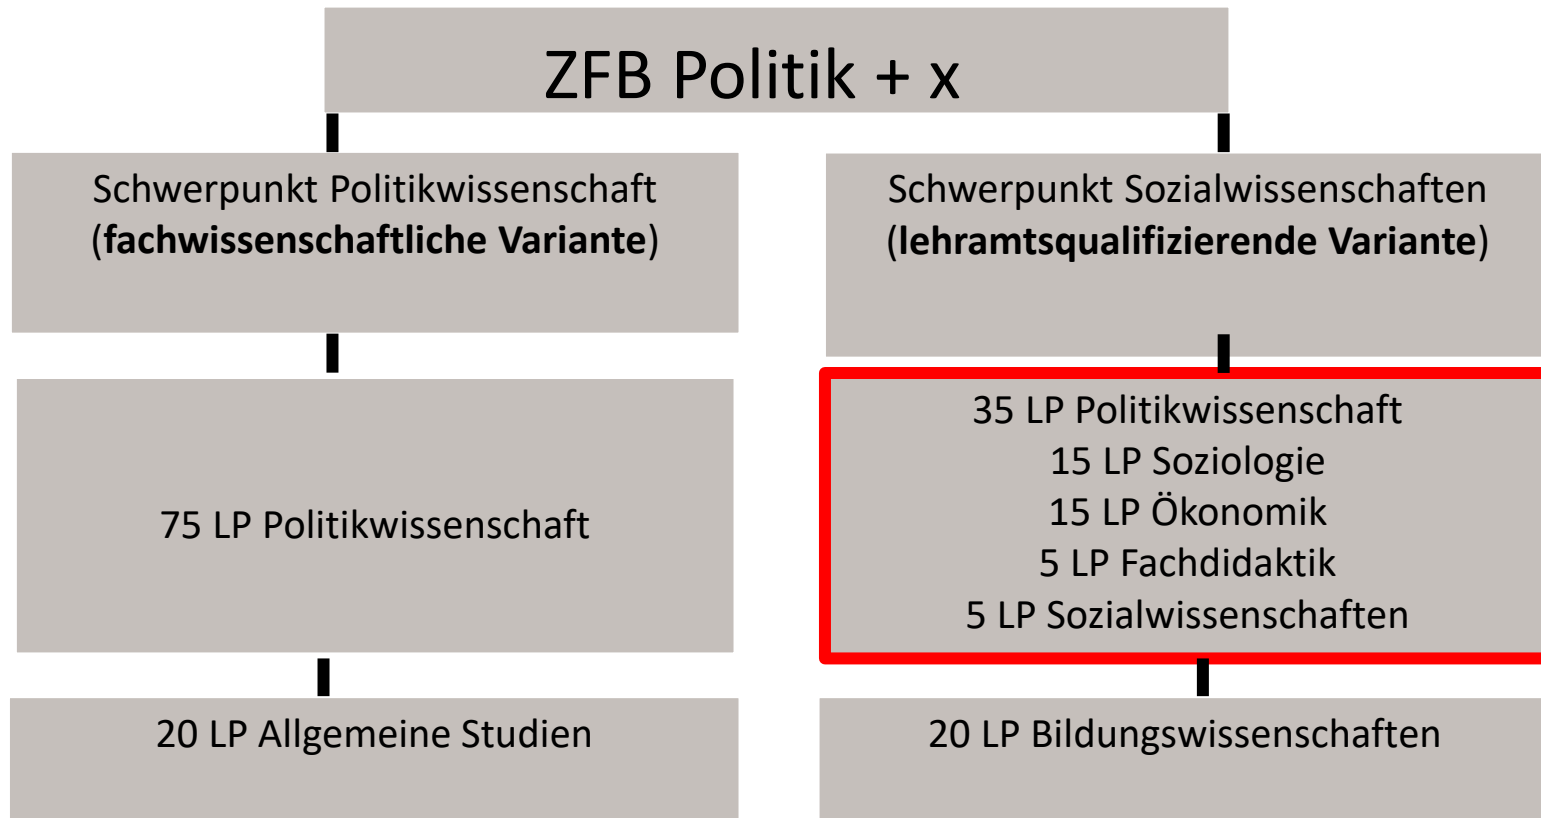 ZFB Politik + x
Schwerpunkt Politikwissenschaft
(fachwissenschaftliche Variante)
75 LP Politikwissenschaft
20 LP Allgemeine Studien
Schwerpunkt Sozialwissenschaften
(lehramtsqualifizierende Variante)
35 LP Politikwissenschaft
15 LP Soziologie
15 LP Ökonomik
5 LP Fachdidaktik
5 LP Sozialwissenschaften
20 LP Bildungswissenschaften